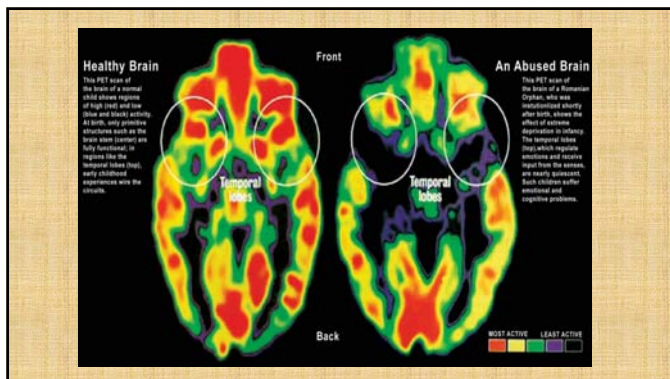 Healthy Brain
This PET scan of
the brain of a normal
child shows regions
of high (red) and low
(blue and black) activity.
At birth, only primitive
structures such as the
brain stem (center) are
fully functional; in
regions like the
temporal lobes (top),
early childhood
experiences wire the
circuits.
Front
Temporal
lobes
Back
An Abused Brain
This PET scan of
the brain of a Romanian
Orphan, who was
institutionalized shortly
after birth, shows the
effect of extreme
deprivation in infancy.
The temporal lobes
(top),which regulate
emotions and receive
input from the senses,
are nearly quiescent.
Such children suffer
emotional and
cognitive problems.
Temporal
lobes
MOST ACTIVE LEAST ACTIVE